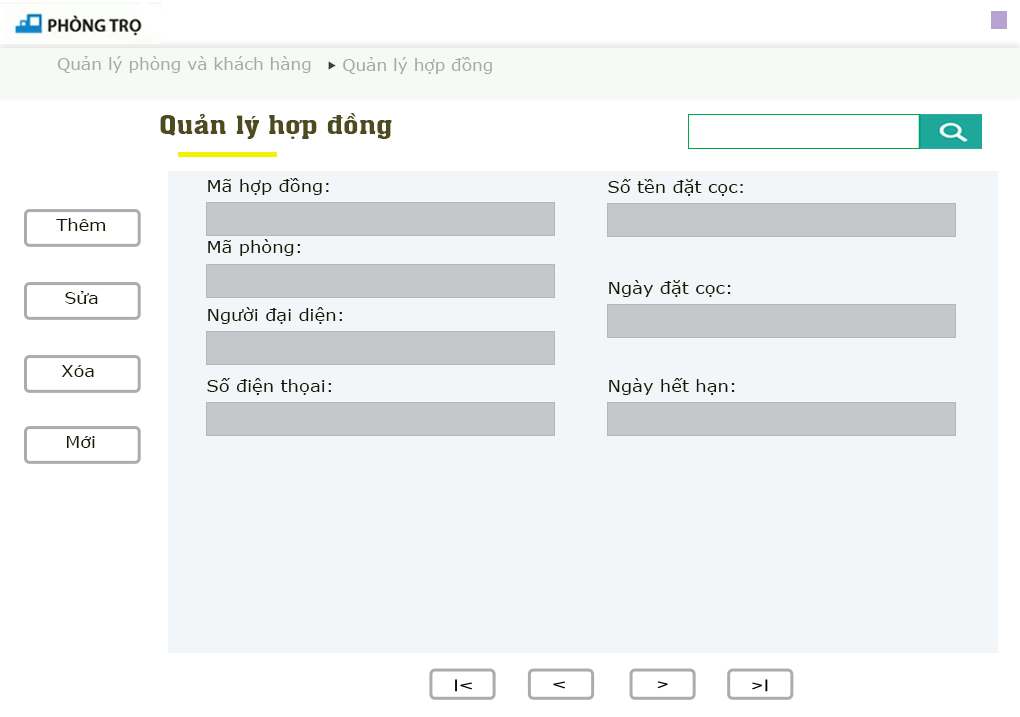 PHÒNG TRỌ
Quản lý phòng và khách hàng ▸ Quản lý hợp đồng
Quản lý hợp đồng
Mã hợp đồng:
Số tền đặt cọc:
Thêm
Mã phòng:
Sửa
Ngày đặt cọc:
Người đại diện:
Xóa
Số điện thọai:
Ngày hết hạn:
Mới
|< < > >|